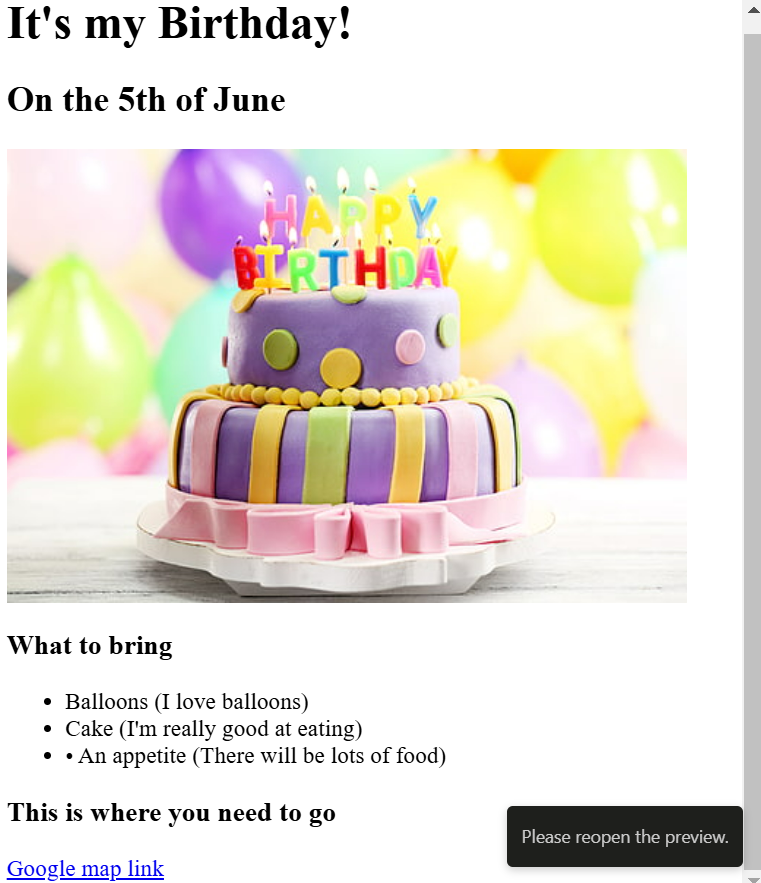 It's my Birthday!
On the 5th of June
HAPPY
BIRTHDAY
What to bring
• Balloons (I love balloons)
• Cake (I'm really good at eating)
• • An appetite (There will be lots of food)
This is where you need to go
Please reopen the preview.
Google map link